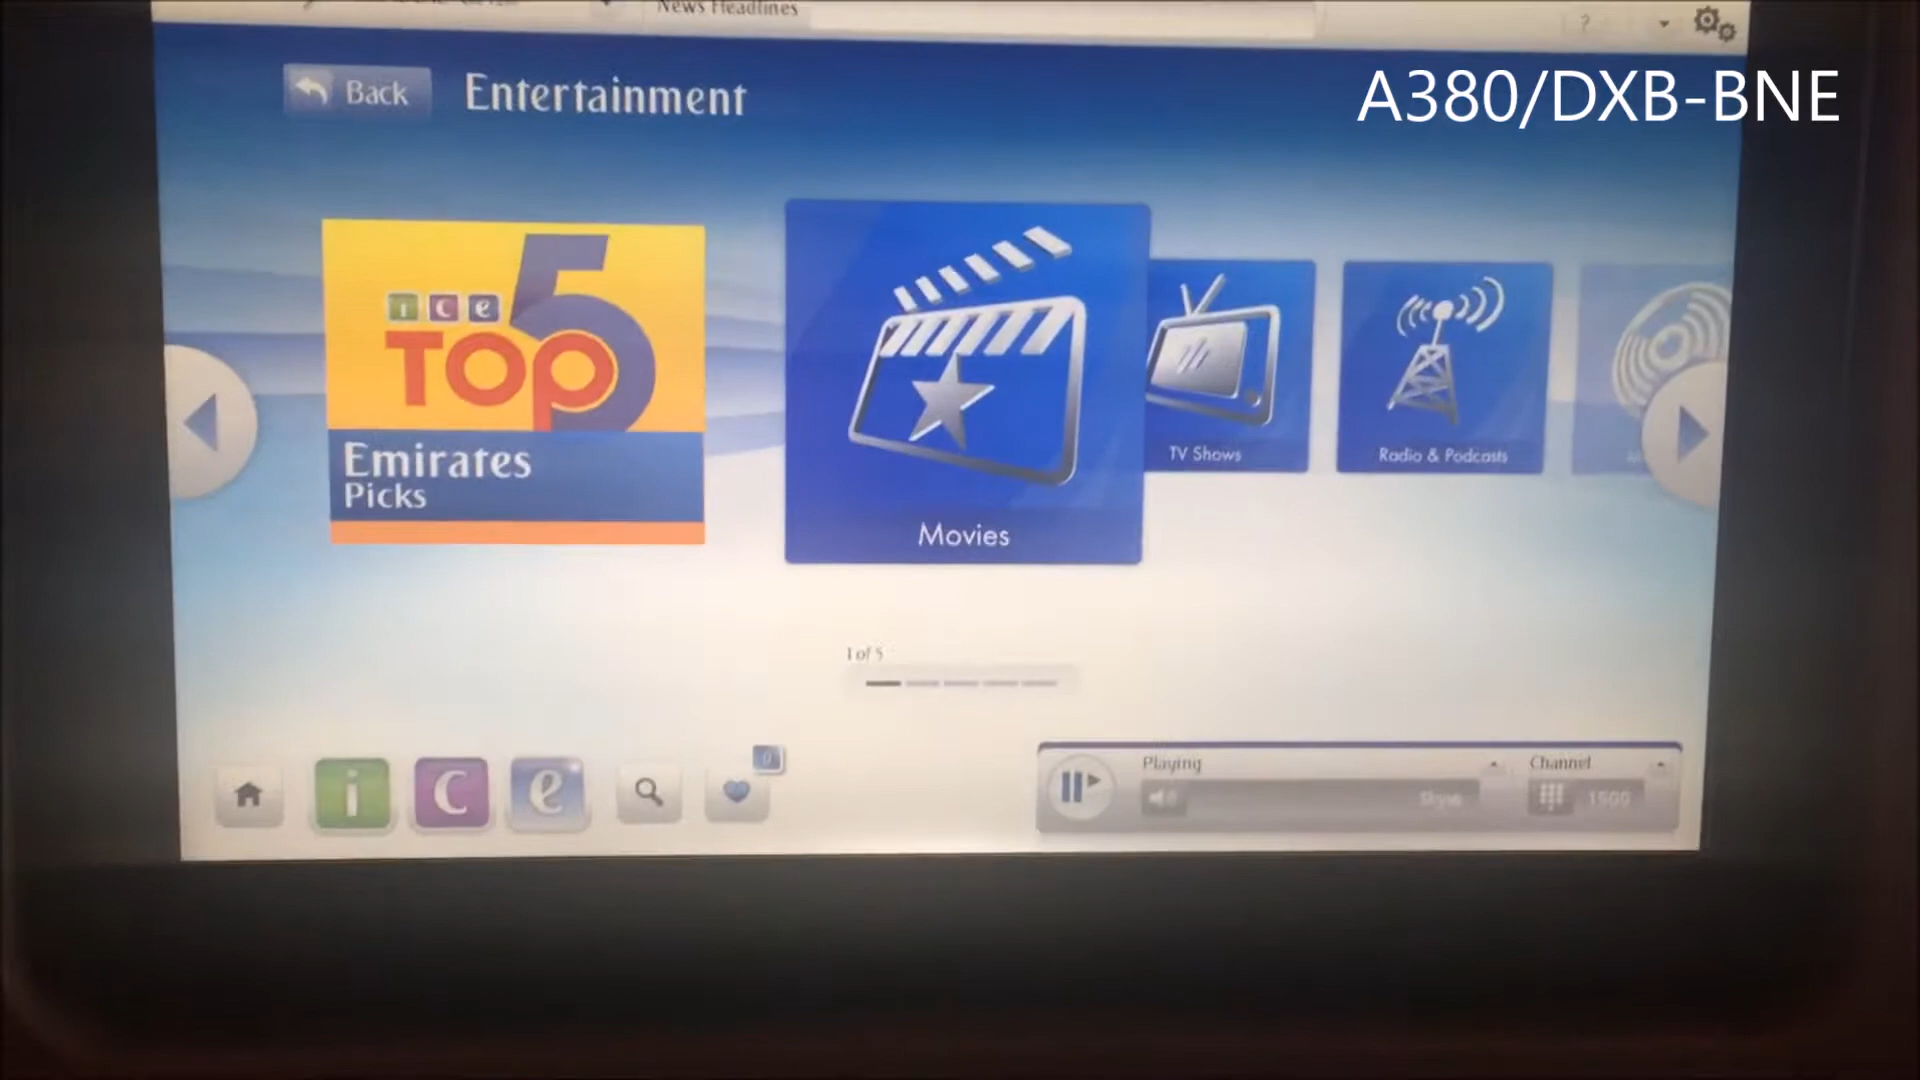 News Headlines
?
A380/DXB-BNE
Back
Entertainment
i c e
TOP 5
Emirates
Picks
Movies
TV Shows
Radio & Podcasts
1 of 5
0
i c e
Playing
Channel
1500